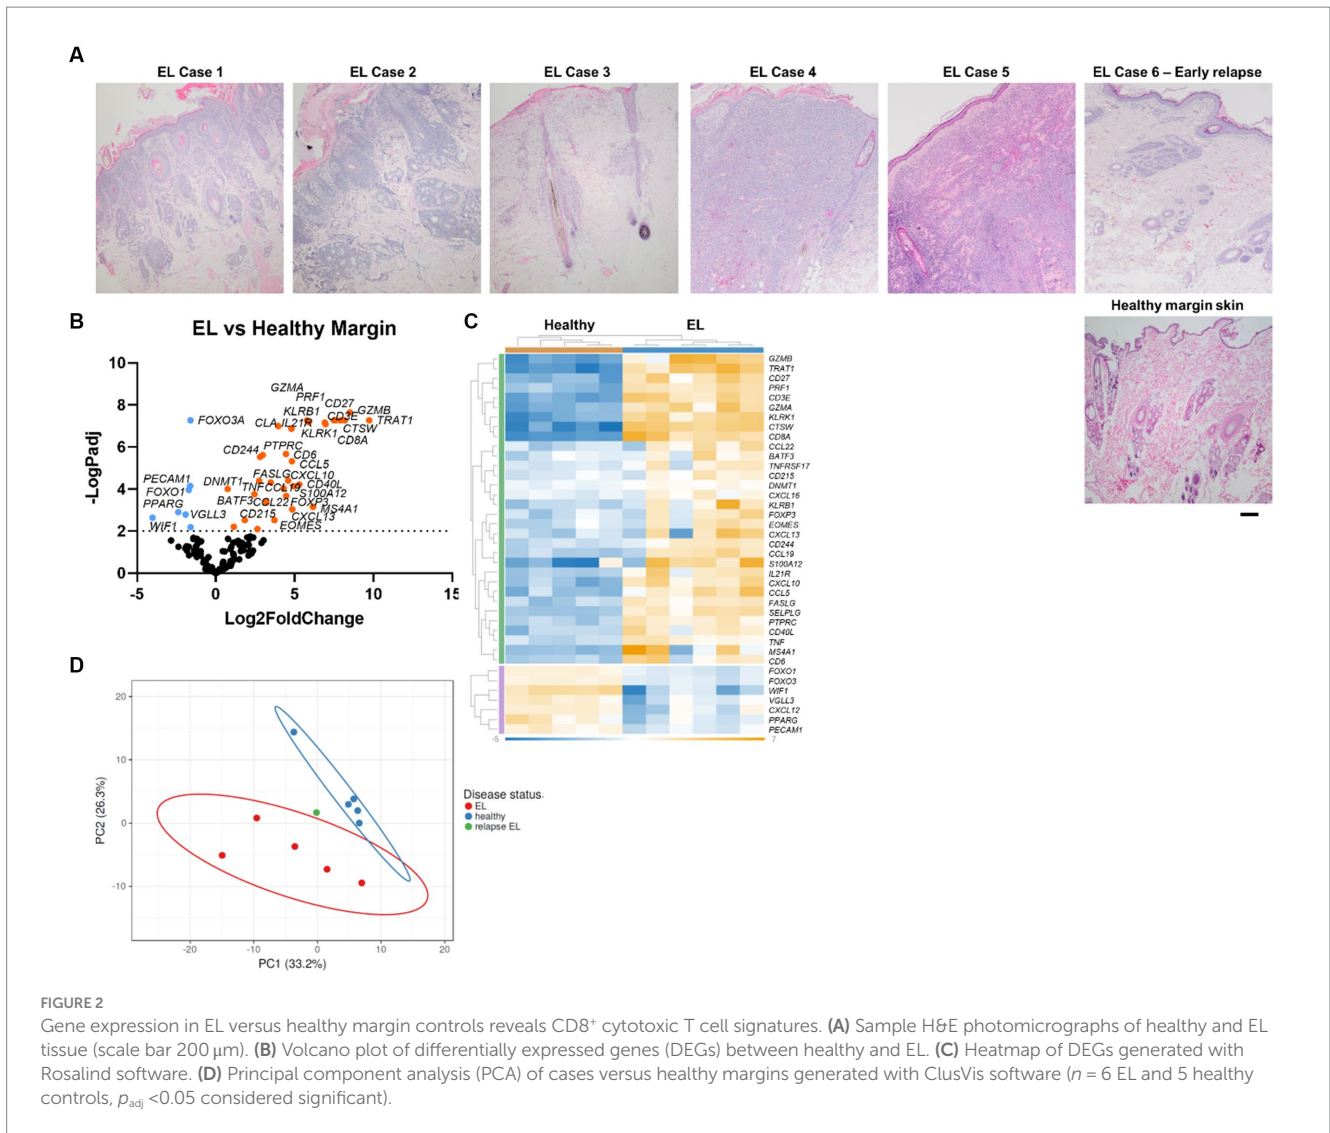 A
EL Case 1
EL Case 2
EL Case 3
EL Case 4
EL Case 5
EL Case 6 – Early relapse
Healthy margin skin
B
EL vs Healthy Margin
-LogPadj
10
8
6
4
2
0
-5
0
5
10
15
Log2FoldChange
GZMA
PRF1
CD27
KLRB1
CD3E
GZMB
FOXO3A
CLA
IL21R
CTSW
TRAT1
KLRK1
CD8A
CD244
PTPRC
CD6
CCL5
PECAM1
DNMT1
FASLG
CXCL10
FOXO1
TNF
CCL19
CD40L
S100A12
PPARG
BATF3
CCL22
FOXP3
MS4A1
VGLL3
CD215
CXCL13
WIF1
EOMES
C
Healthy
EL
GZMB
TRAT1
CD27
PRF1
CD3E
GZMA
KLRK1
CTSW
CD8A
CCL22
BATF3
TNFRSF17
CD215
DNMT1
CXCL16
KLRB1
FOXP3
EOMES
CXCL13
CD244
CCL19
S100A12
IL21R
CXCL10
CCL5
FASLG
SELPLG
PTPRC
CD40L
TNF
MS4A1
CD6
FOXO1
FOXO3
WIF1
VGLL3
CXCL12
PPARG
PECAM1
-5
7
D
PC2 (26.3%)
20
10
0
-10
-20
-10
0
10
20
PC1 (33.2%)
Disease status
EL
healthy
relapse EL
FIGURE 2
Gene expression in EL versus healthy margin controls reveals CD8⁺ cytotoxic T cell signatures. (A) Sample H&E photomicrographs of healthy and EL
tissue (scale bar 200 μm). (B) Volcano plot of differentially expressed genes (DEGs) between healthy and EL. (C) Heatmap of DEGs generated with
Rosalind software. (D) Principal component analysis (PCA) of cases versus healthy margins generated with ClusVis software (n = 6 EL and 5 healthy
controls, padj <0.05 considered significant).